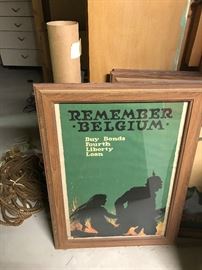 REMEMBER
· BELGIUM ·
Buy Bonds
Fourth
Liberty
Loan